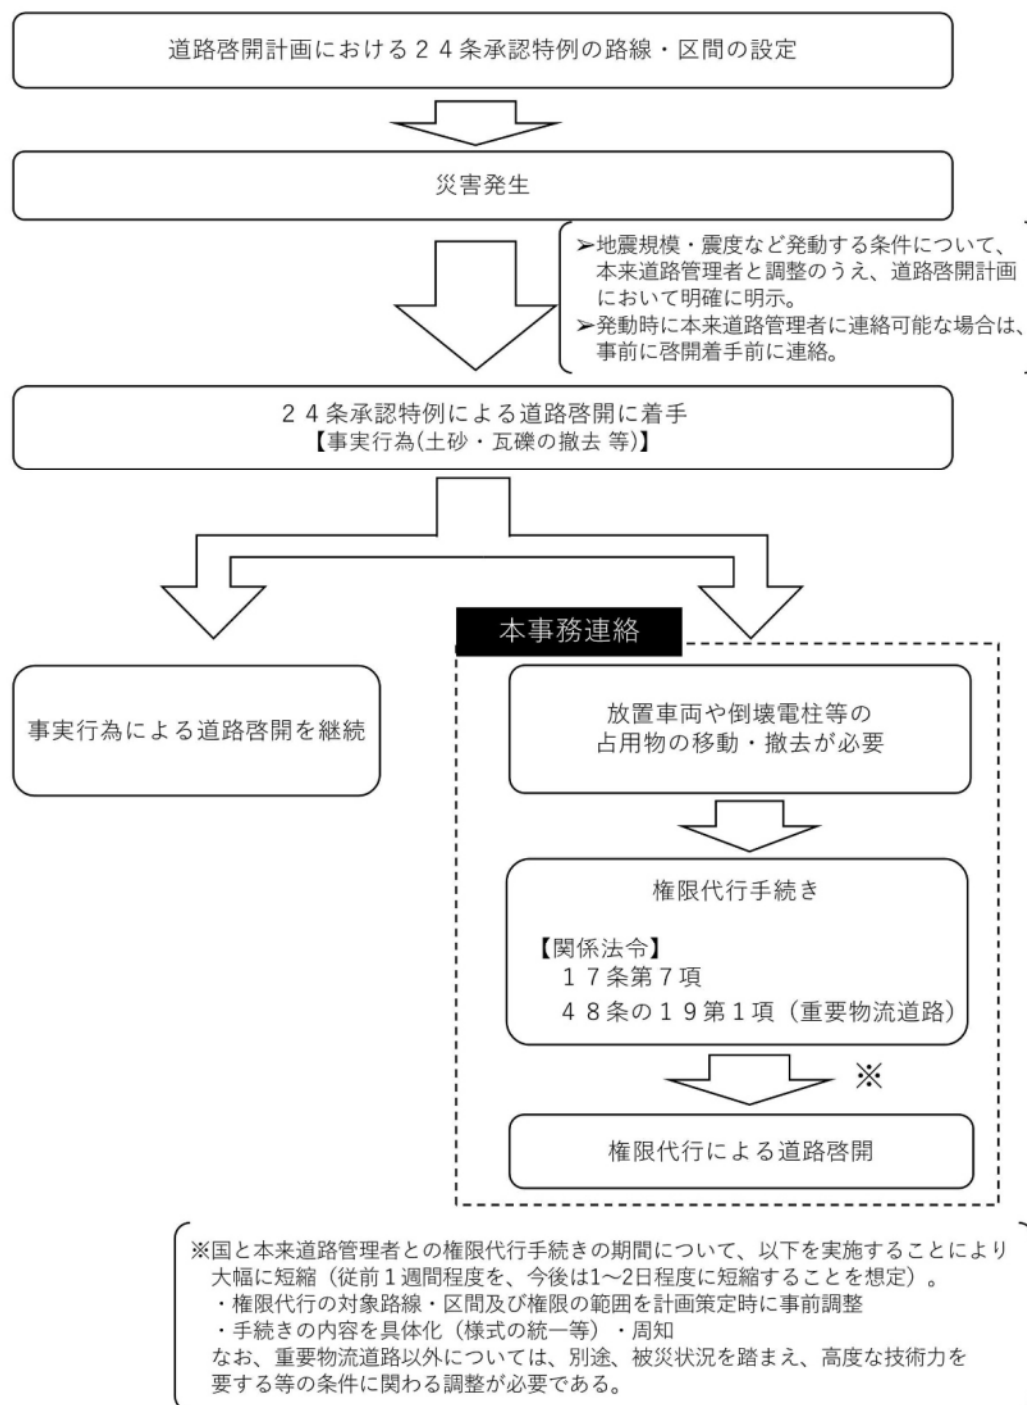 道路啓開計画における２４条承認特例の路線・区間の設定
災害発生
➢地震規模・震度など発動する条件について、
本来道路管理者と調整のうえ、道路啓開計画
において明確に明示。
➢発動時に本来道路管理者に連絡可能な場合は、
事前に啓開着手前に連絡。
２４条承認特例による道路啓開に着手
【事実行為(土砂・瓦礫の撤去 等)】
事実行為による道路啓開を継続
本事務連絡
放置車両や倒壊電柱等の
占用物の移動・撤去が必要
権限代行手続き
【関係法令】
１７条第７項
４８条の１９第１項（重要物流道路）
※
権限代行による道路啓開
※国と本来道路管理者との権限代行手続きの期間について、以下を実施することにより
大幅に短縮（従前１週間程度を、今後は1～2日程度に短縮することを想定）。
・権限代行の対象路線・区間及び権限の範囲を計画策定時に事前調整
・手続きの内容を具体化（様式の統一等）・周知
なお、重要物流道路以外については、別途、被災状況を踏まえ、高度な技術力を
要する等の条件に関わる調整が必要である。